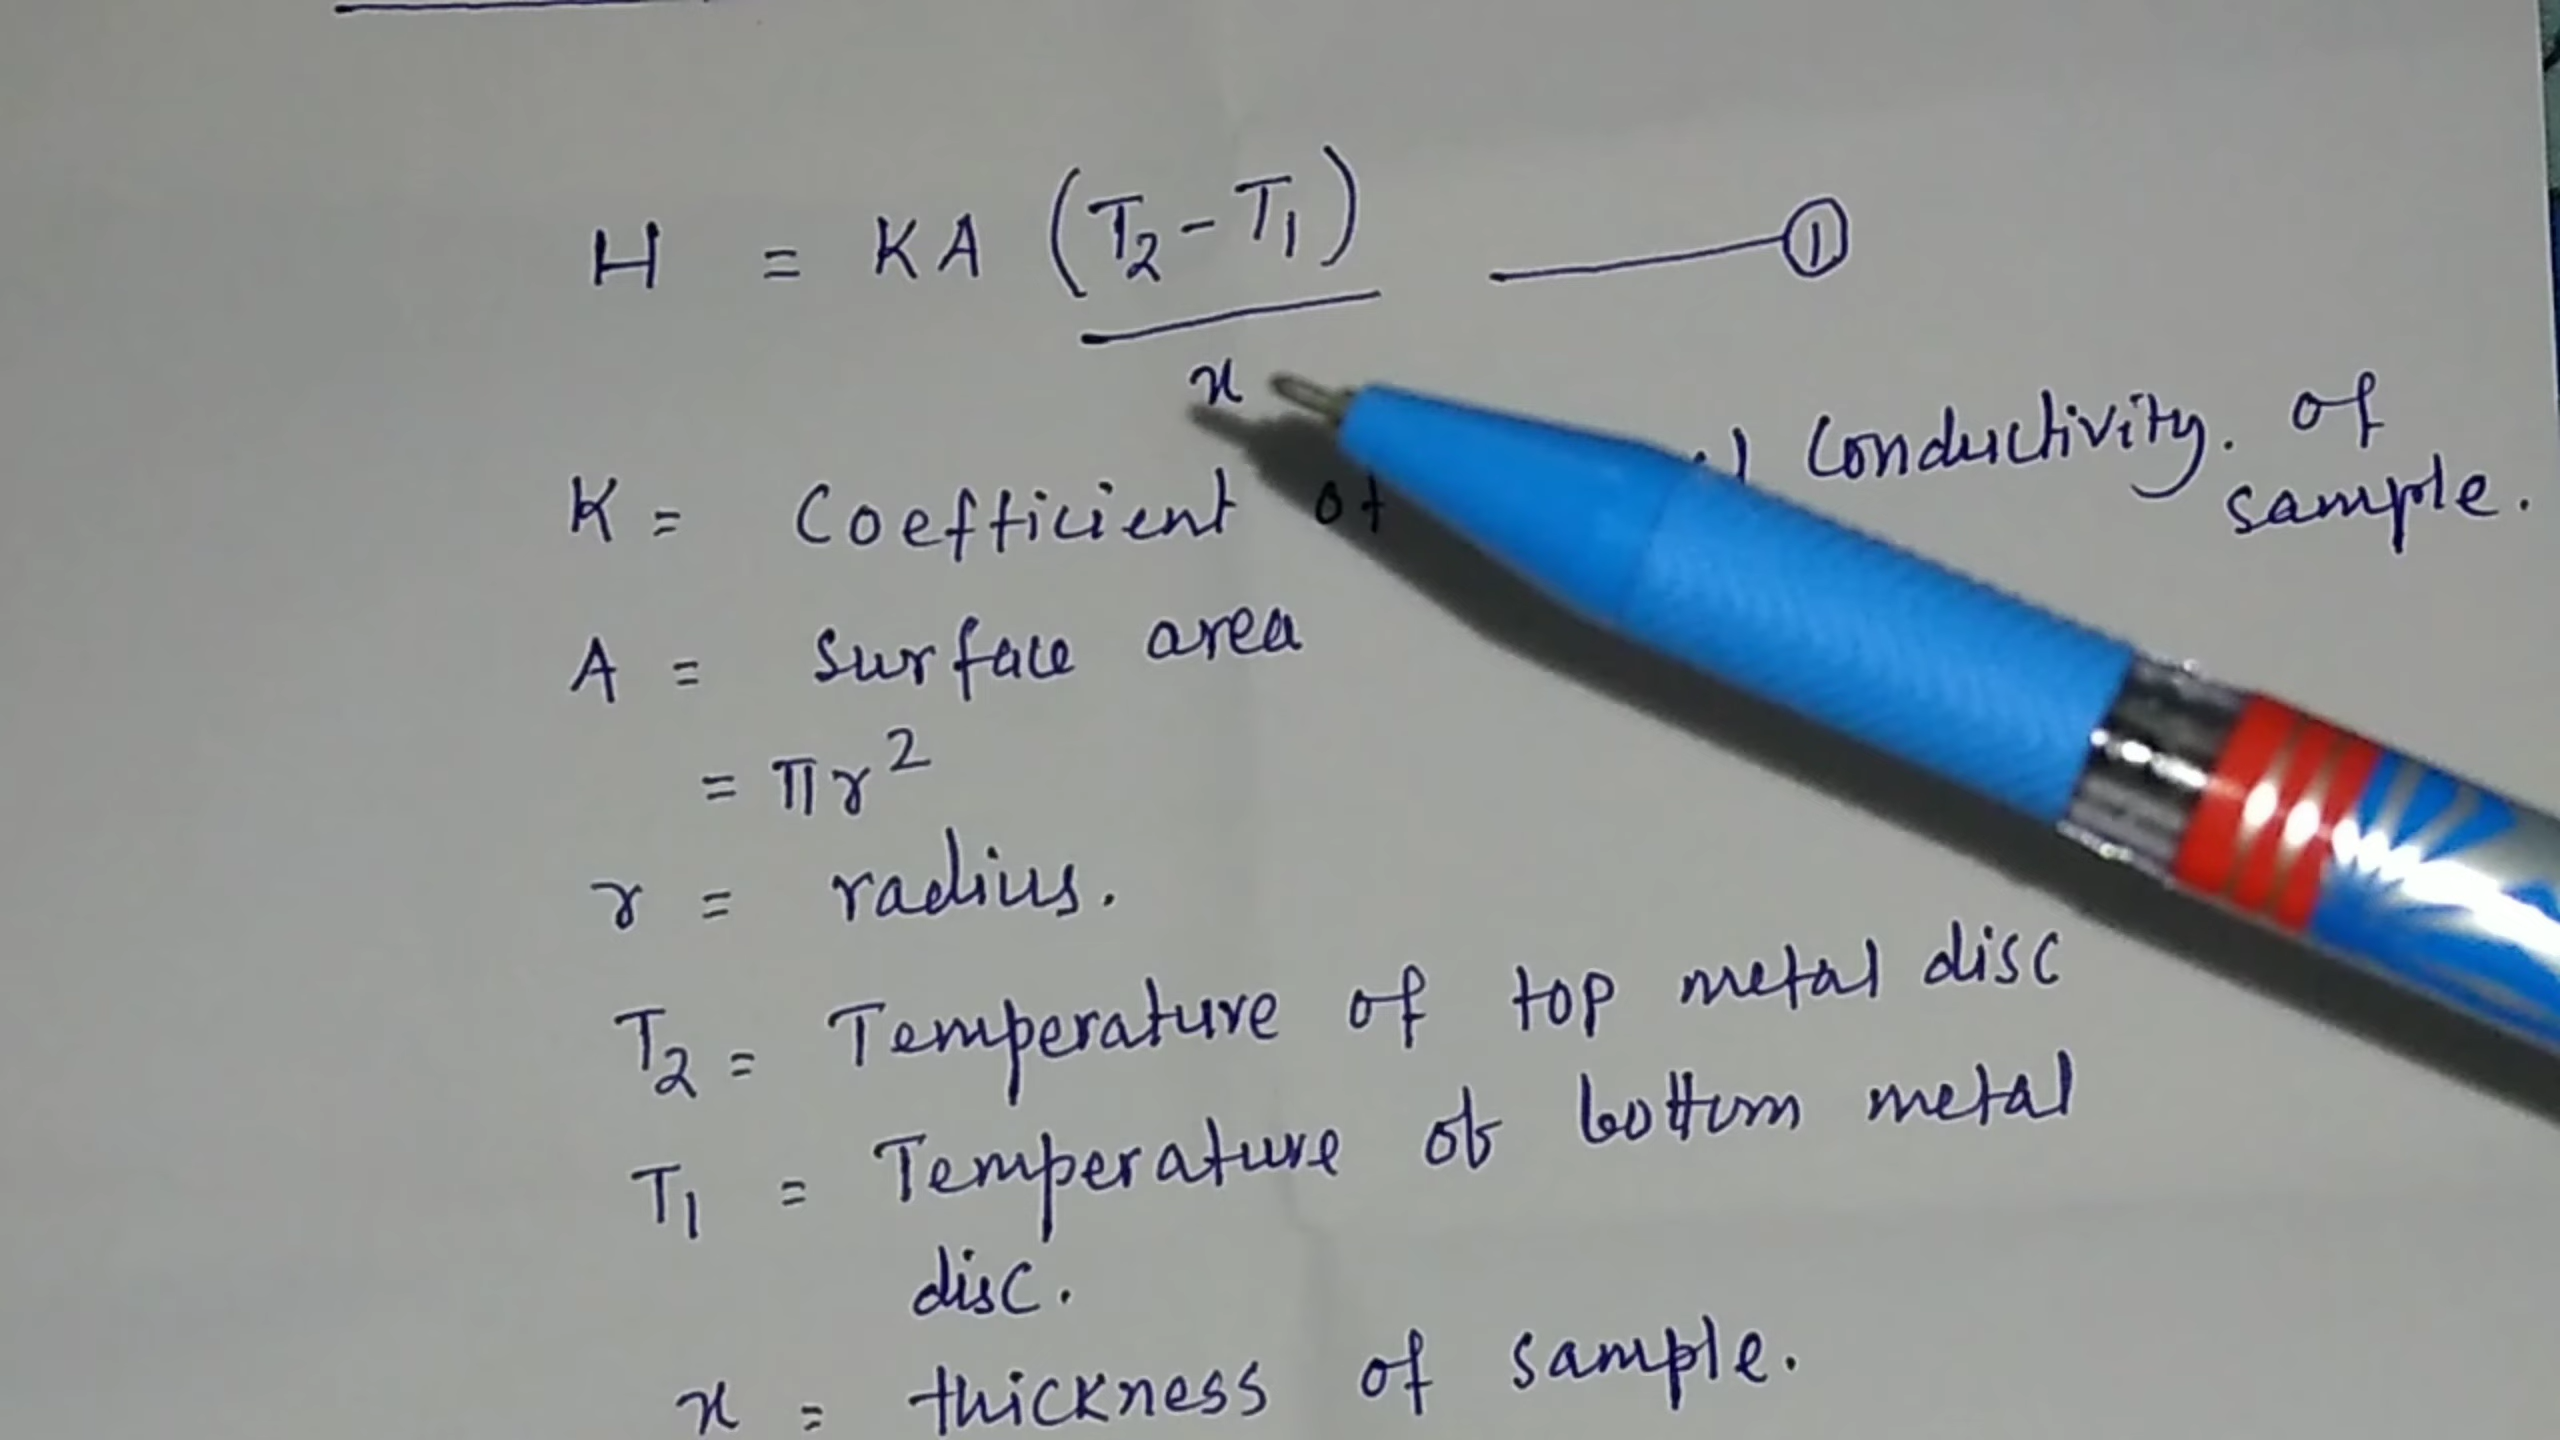 H = KA (T₂-T₁) / x ——①
K = Coefficient of conductivity. of sample.
A = surface area
= πr²
r = radius.
T₂ = Temperature of top metal disc
T₁ = Temperature of bottom metal
disc.
x = thickness of sample.